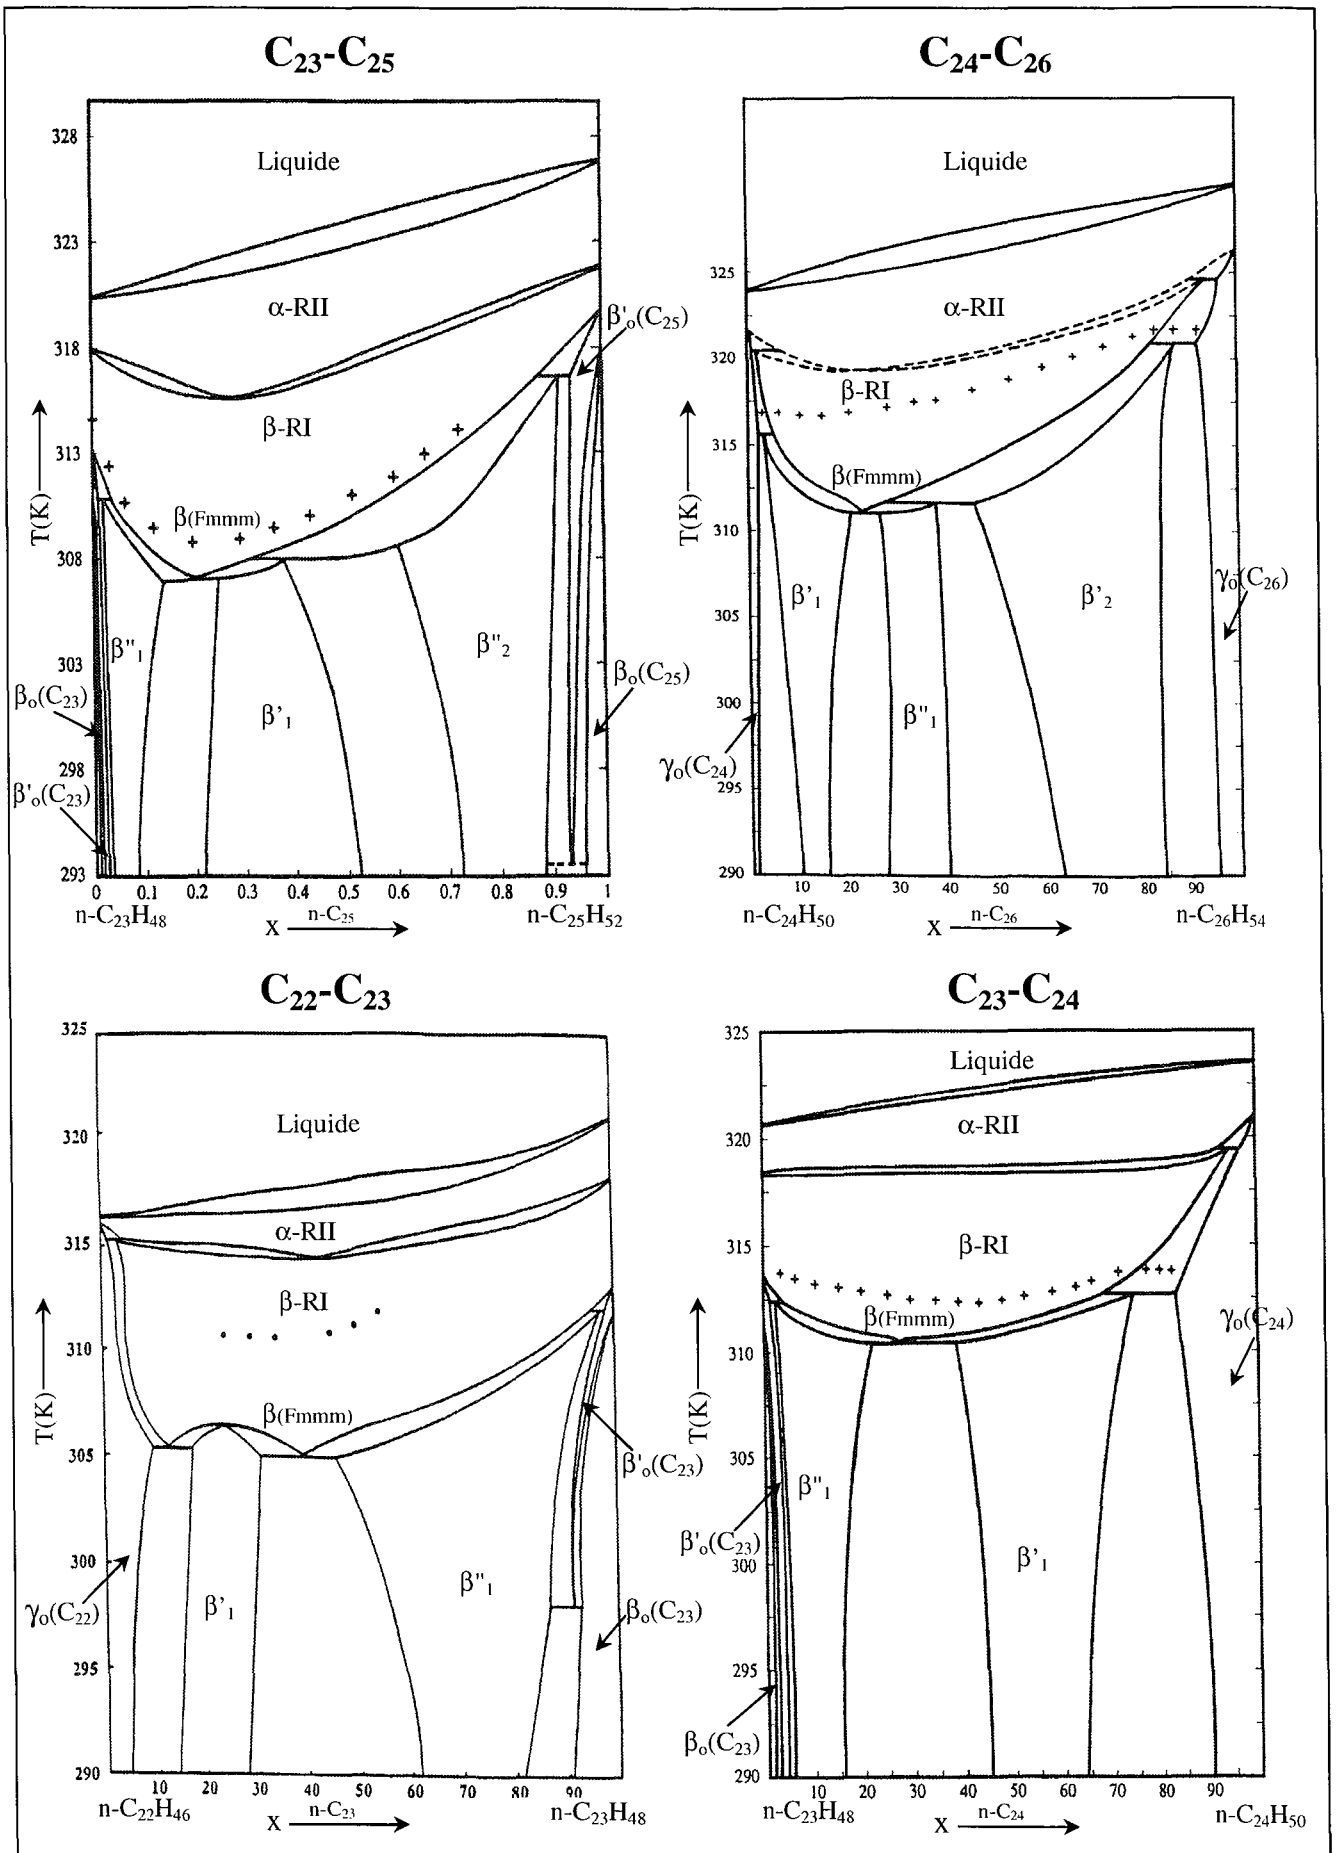 C23-C25
328
323
318
313
308
303
298
293
T(K)
Liquide
α-RII
β-RI
β(Fmmm)
β'o(C25)
β"1
β'1
β"2
βo(C23)
β'o(C23)
βo(C25)
0 0.1 0.2 0.3 0.4 0.5 0.6 0.7 0.8 0.9 1
n-C23H48 n-C25H52
X n-C25
C24-C26
325
320
315
310
305
300
295
290
T(K)
Liquide
α-RII
β-RI
β(Fmmm)
β'1
β"1
β'2
γo(C24)
γo(C26)
10 20 30 40 50 60 70 80 90
n-C24H50 n-C26H54
X n-C26
C22-C23
325
320
315
310
305
300
295
290
T(K)
Liquide
α-RII
β-RI
β(Fmmm)
β'o(C23)
β'1
β"1
γo(C22)
βo(C23)
10 20 30 40 50 60 70 80 90
n-C22H46 n-C23H48
X n-C23
C23-C24
325
320
315
310
305
300
295
290
T(K)
Liquide
α-RII
β-RI
β(Fmmm)
γo(C24)
β"1
β'o(C23)
β'1
βo(C23)
10 20 30 40 50 60 70 80 90
n-C23H48 n-C24H50
X n-C24